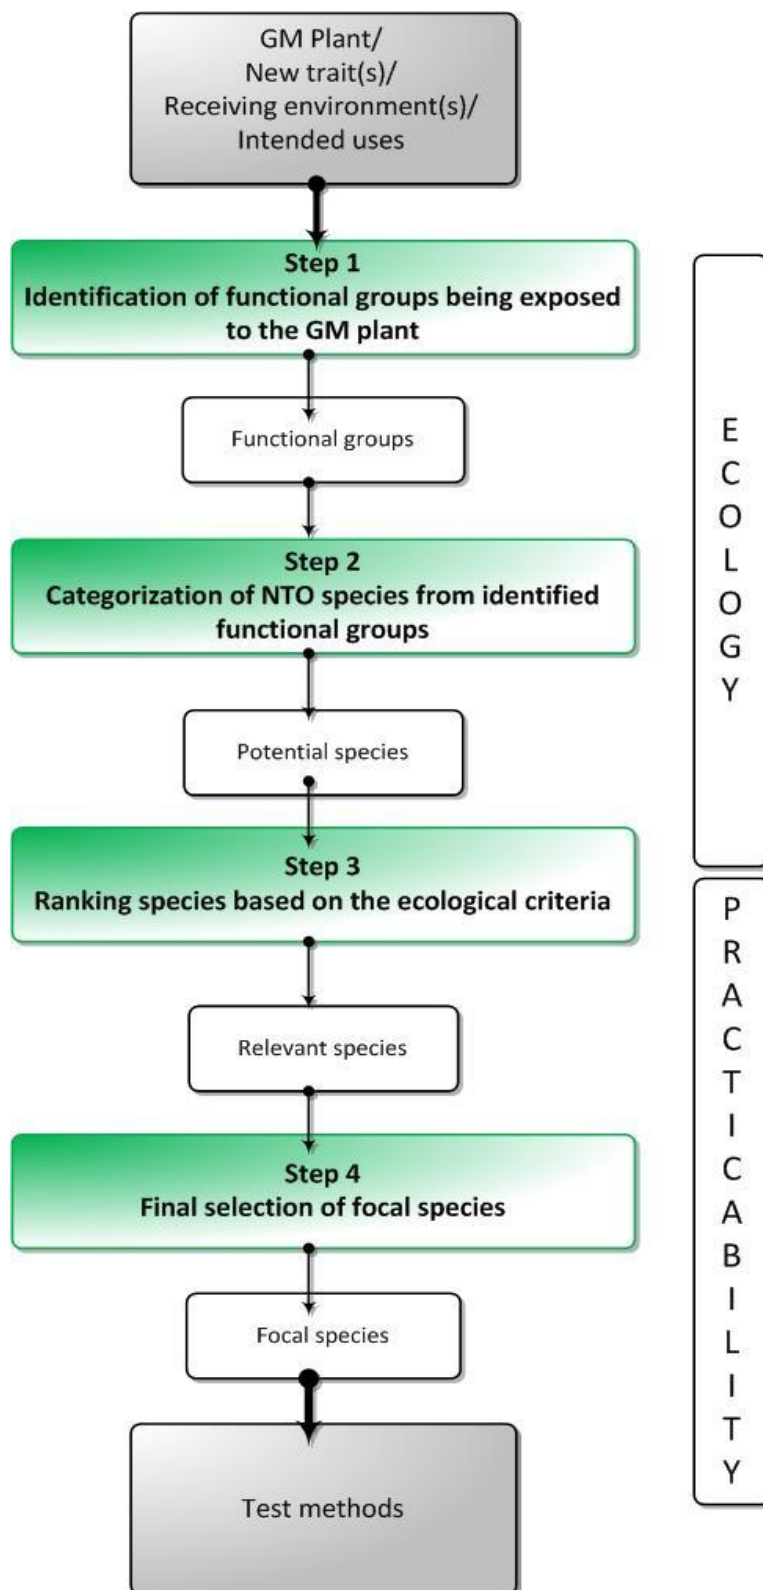 GM Plant/
New trait(s)/
Receiving environment(s)/
Intended uses
Step 1
Identification of functional groups being exposed
to the GM plant
Functional groups
Step 2
Categorization of NTO species from identified
functional groups
Potential species
Step 3
Ranking species based on the ecological criteria
Relevant species
Step 4
Final selection of focal species
Focal species
Test methods
ECOLOGY
PRACTICABILITY